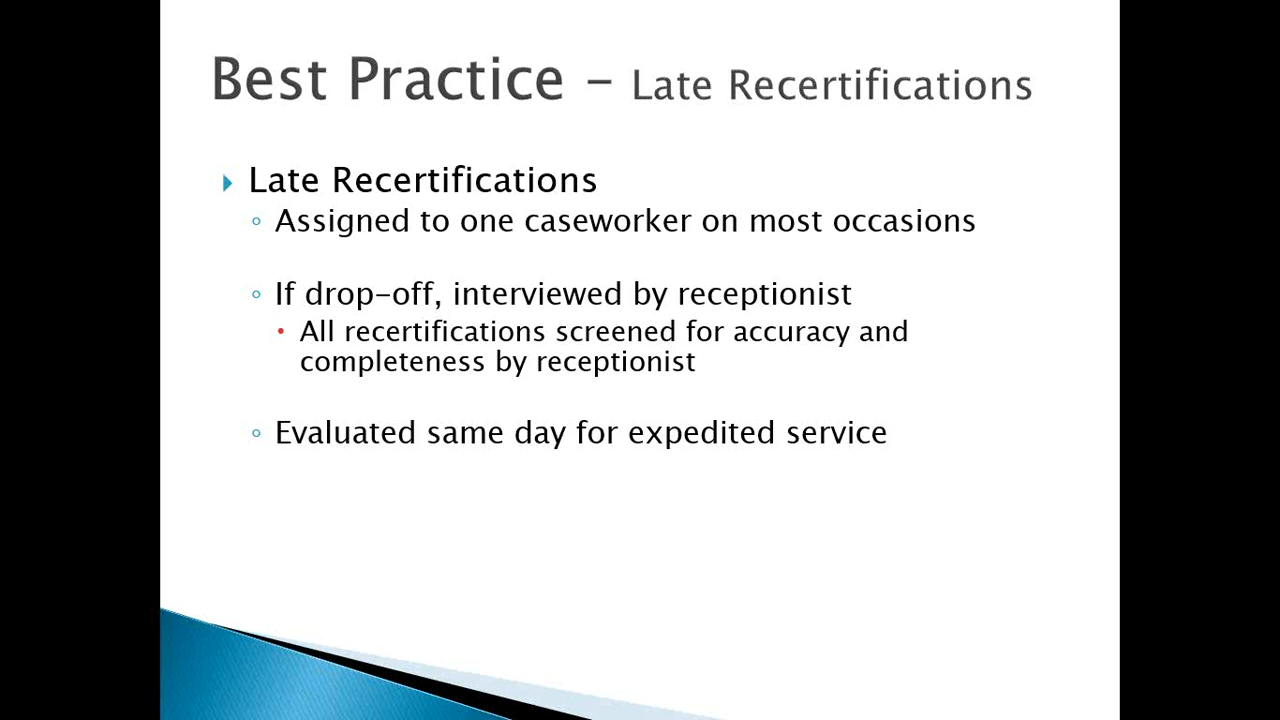 Best Practice – Late Recertifications
Late Recertifications
Assigned to one caseworker on most occasions
If drop-off, interviewed by receptionist
All recertifications screened for accuracy and
completeness by receptionist
Evaluated same day for expedited service